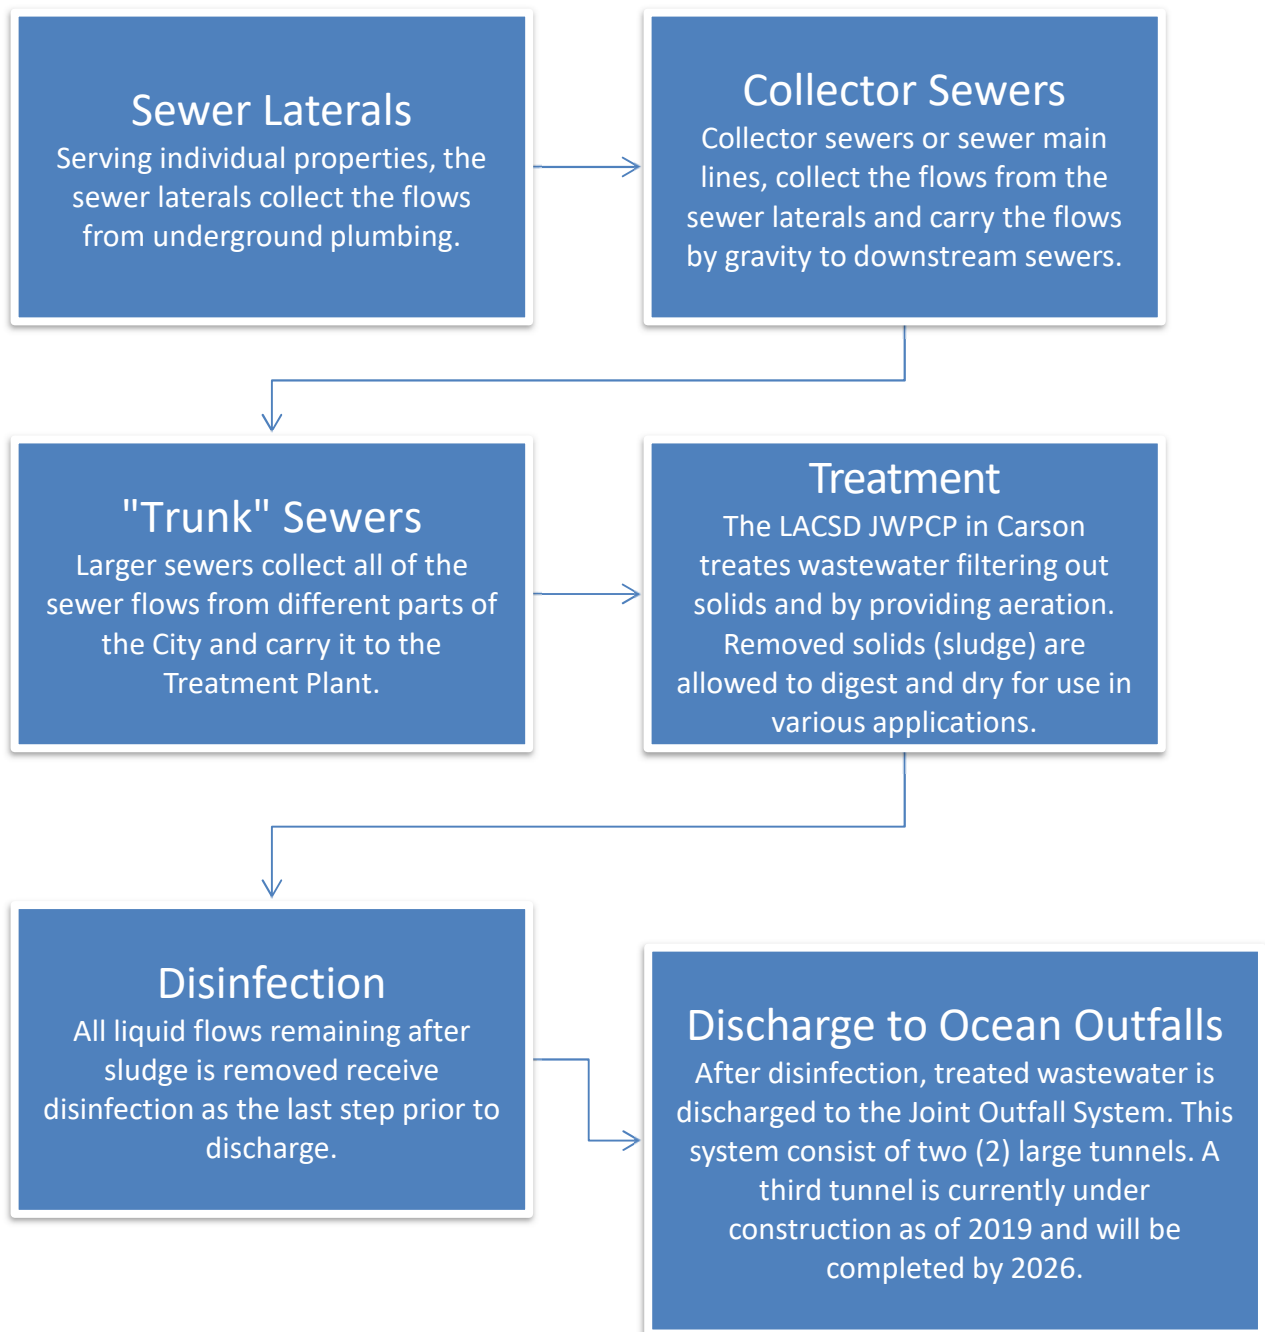 Sewer Laterals
Serving individual properties, the
sewer laterals collect the flows
from underground plumbing.
Collector Sewers
Collector sewers or sewer main
lines, collect the flows from the
sewer laterals and carry the flows
by gravity to downstream sewers.
"Trunk" Sewers
Larger sewers collect all of the
sewer flows from different parts of
the City and carry it to the
Treatment Plant.
Treatment
The LACSD JWPCP in Carson
treates wastewater filtering out
solids and by providing aeration.
Removed solids (sludge) are
allowed to digest and dry for use in
various applications.
Disinfection
All liquid flows remaining after
sludge is removed receive
disinfection as the last step prior to
discharge.
Discharge to Ocean Outfalls
After disinfection, treated wastewater is
discharged to the Joint Outfall System. This
system consist of two (2) large tunnels. A
third tunnel is currently under
construction as of 2019 and will be
completed by 2026.